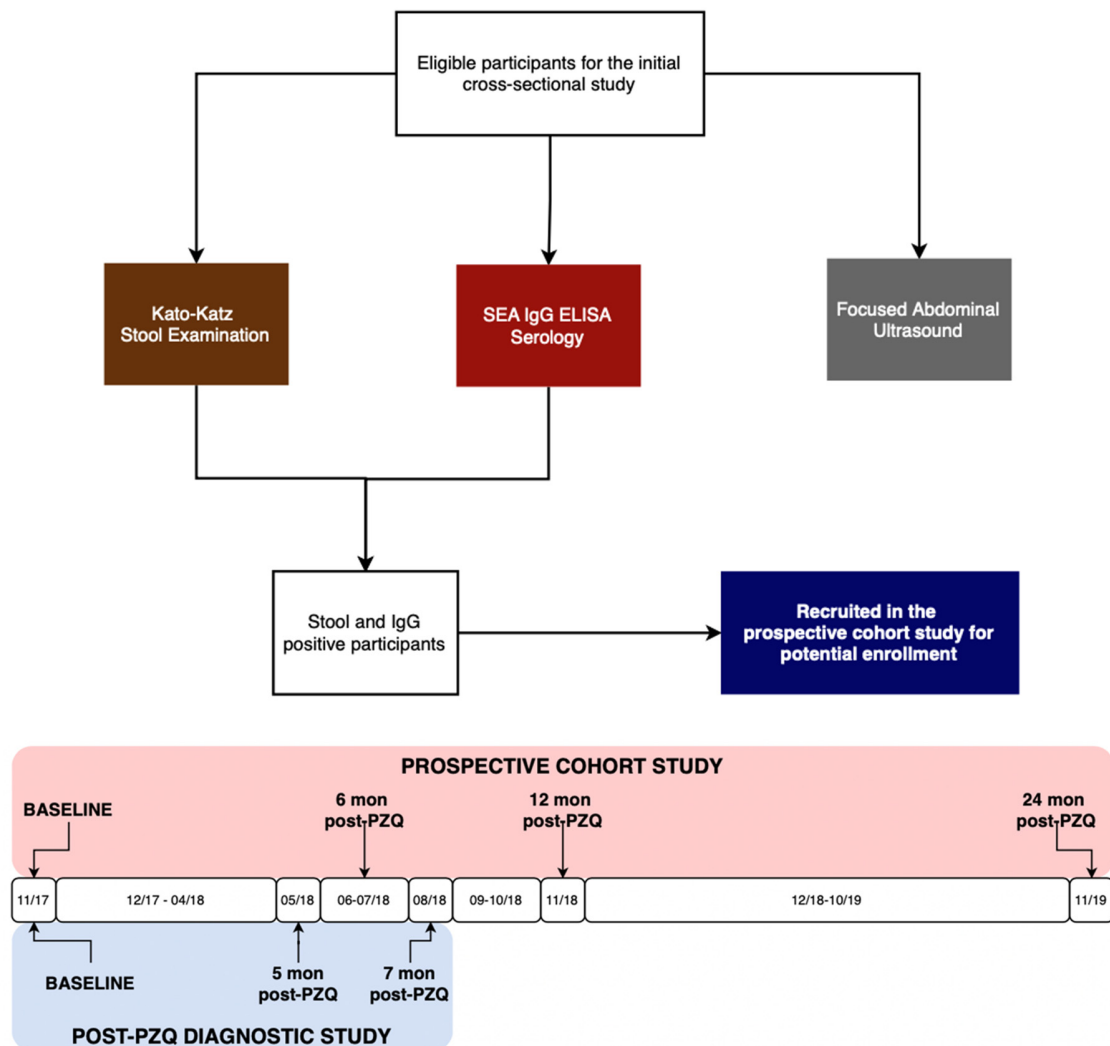 Eligible participants for the initial
cross-sectional study
Kato-Katz
Stool Examination
SEA IgG ELISA
Serology
Focused Abdominal
Ultrasound
Stool and IgG
positive participants
Recruited in the
prospective cohort study for
potential enrollment
PROSPECTIVE COHORT STUDY
BASELINE
6 mon
post-PZQ
12 mon
post-PZQ
24 mon
post-PZQ
11/17
12/17 - 04/18
05/18
06-07/18
08/18
09-10/18
11/18
12/18-10/19
11/19
BASELINE
5 mon
post-PZQ
7 mon
post-PZQ
POST-PZQ DIAGNOSTIC STUDY